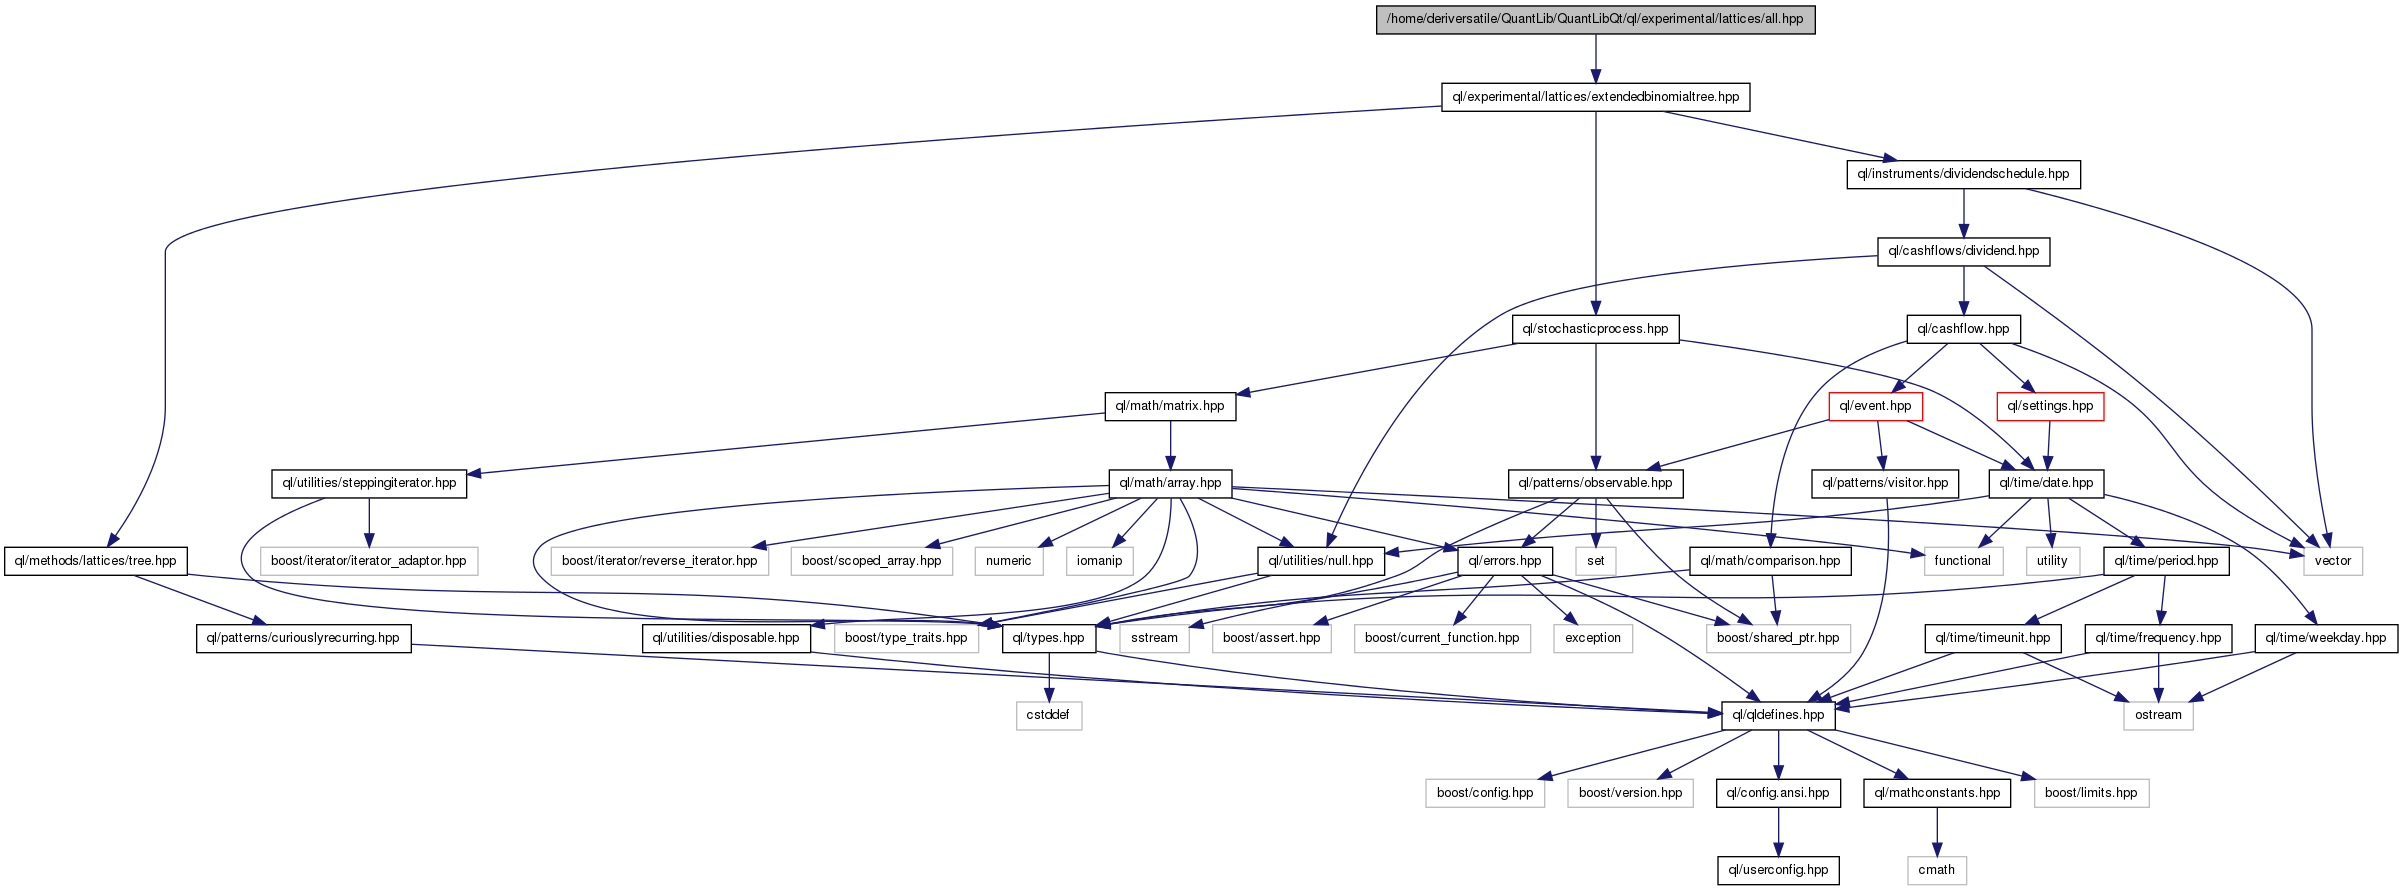 /home/deriversatile/QuantLib/QuantLibQt/ql/experimental/lattices/all.hpp
ql/experimental/lattices/extendedbinomialtree.hpp
ql/instruments/dividendschedule.hpp
ql/cashflows/dividend.hpp
ql/stochasticprocess.hpp
ql/cashflow.hpp
ql/math/matrix.hpp
ql/event.hpp
ql/settings.hpp
ql/utilities/steppingiterator.hpp
ql/math/array.hpp
ql/patterns/observable.hpp
ql/patterns/visitor.hpp
ql/time/date.hpp
ql/methods/lattices/tree.hpp
boost/iterator/iterator_adaptor.hpp
boost/iterator/reverse_iterator.hpp
boost/scoped_array.hpp
numeric
iomanip
ql/utilities/null.hpp
ql/errors.hpp
set
ql/math/comparison.hpp
functional
utility
ql/time/period.hpp
vector
ql/patterns/curiouslyrecurring.hpp
ql/utilities/disposable.hpp
boost/type_traits.hpp
ql/types.hpp
sstream
boost/assert.hpp
boost/current_function.hpp
exception
boost/shared_ptr.hpp
ql/time/timeunit.hpp
ql/time/frequency.hpp
ql/time/weekday.hpp
cstddef
ql/qldefines.hpp
ostream
boost/config.hpp
boost/version.hpp
ql/config.ansi.hpp
ql/mathconstants.hpp
boost/limits.hpp
ql/userconfig.hpp
cmath